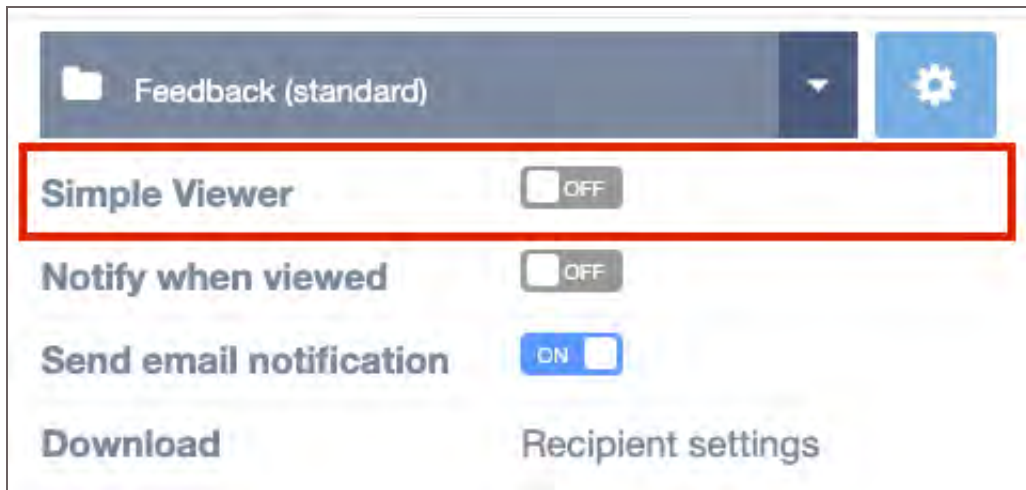 Feedback (standard)
Simple Viewer OFF
Notify when viewed OFF
Send email notification ON
Download Recipient settings